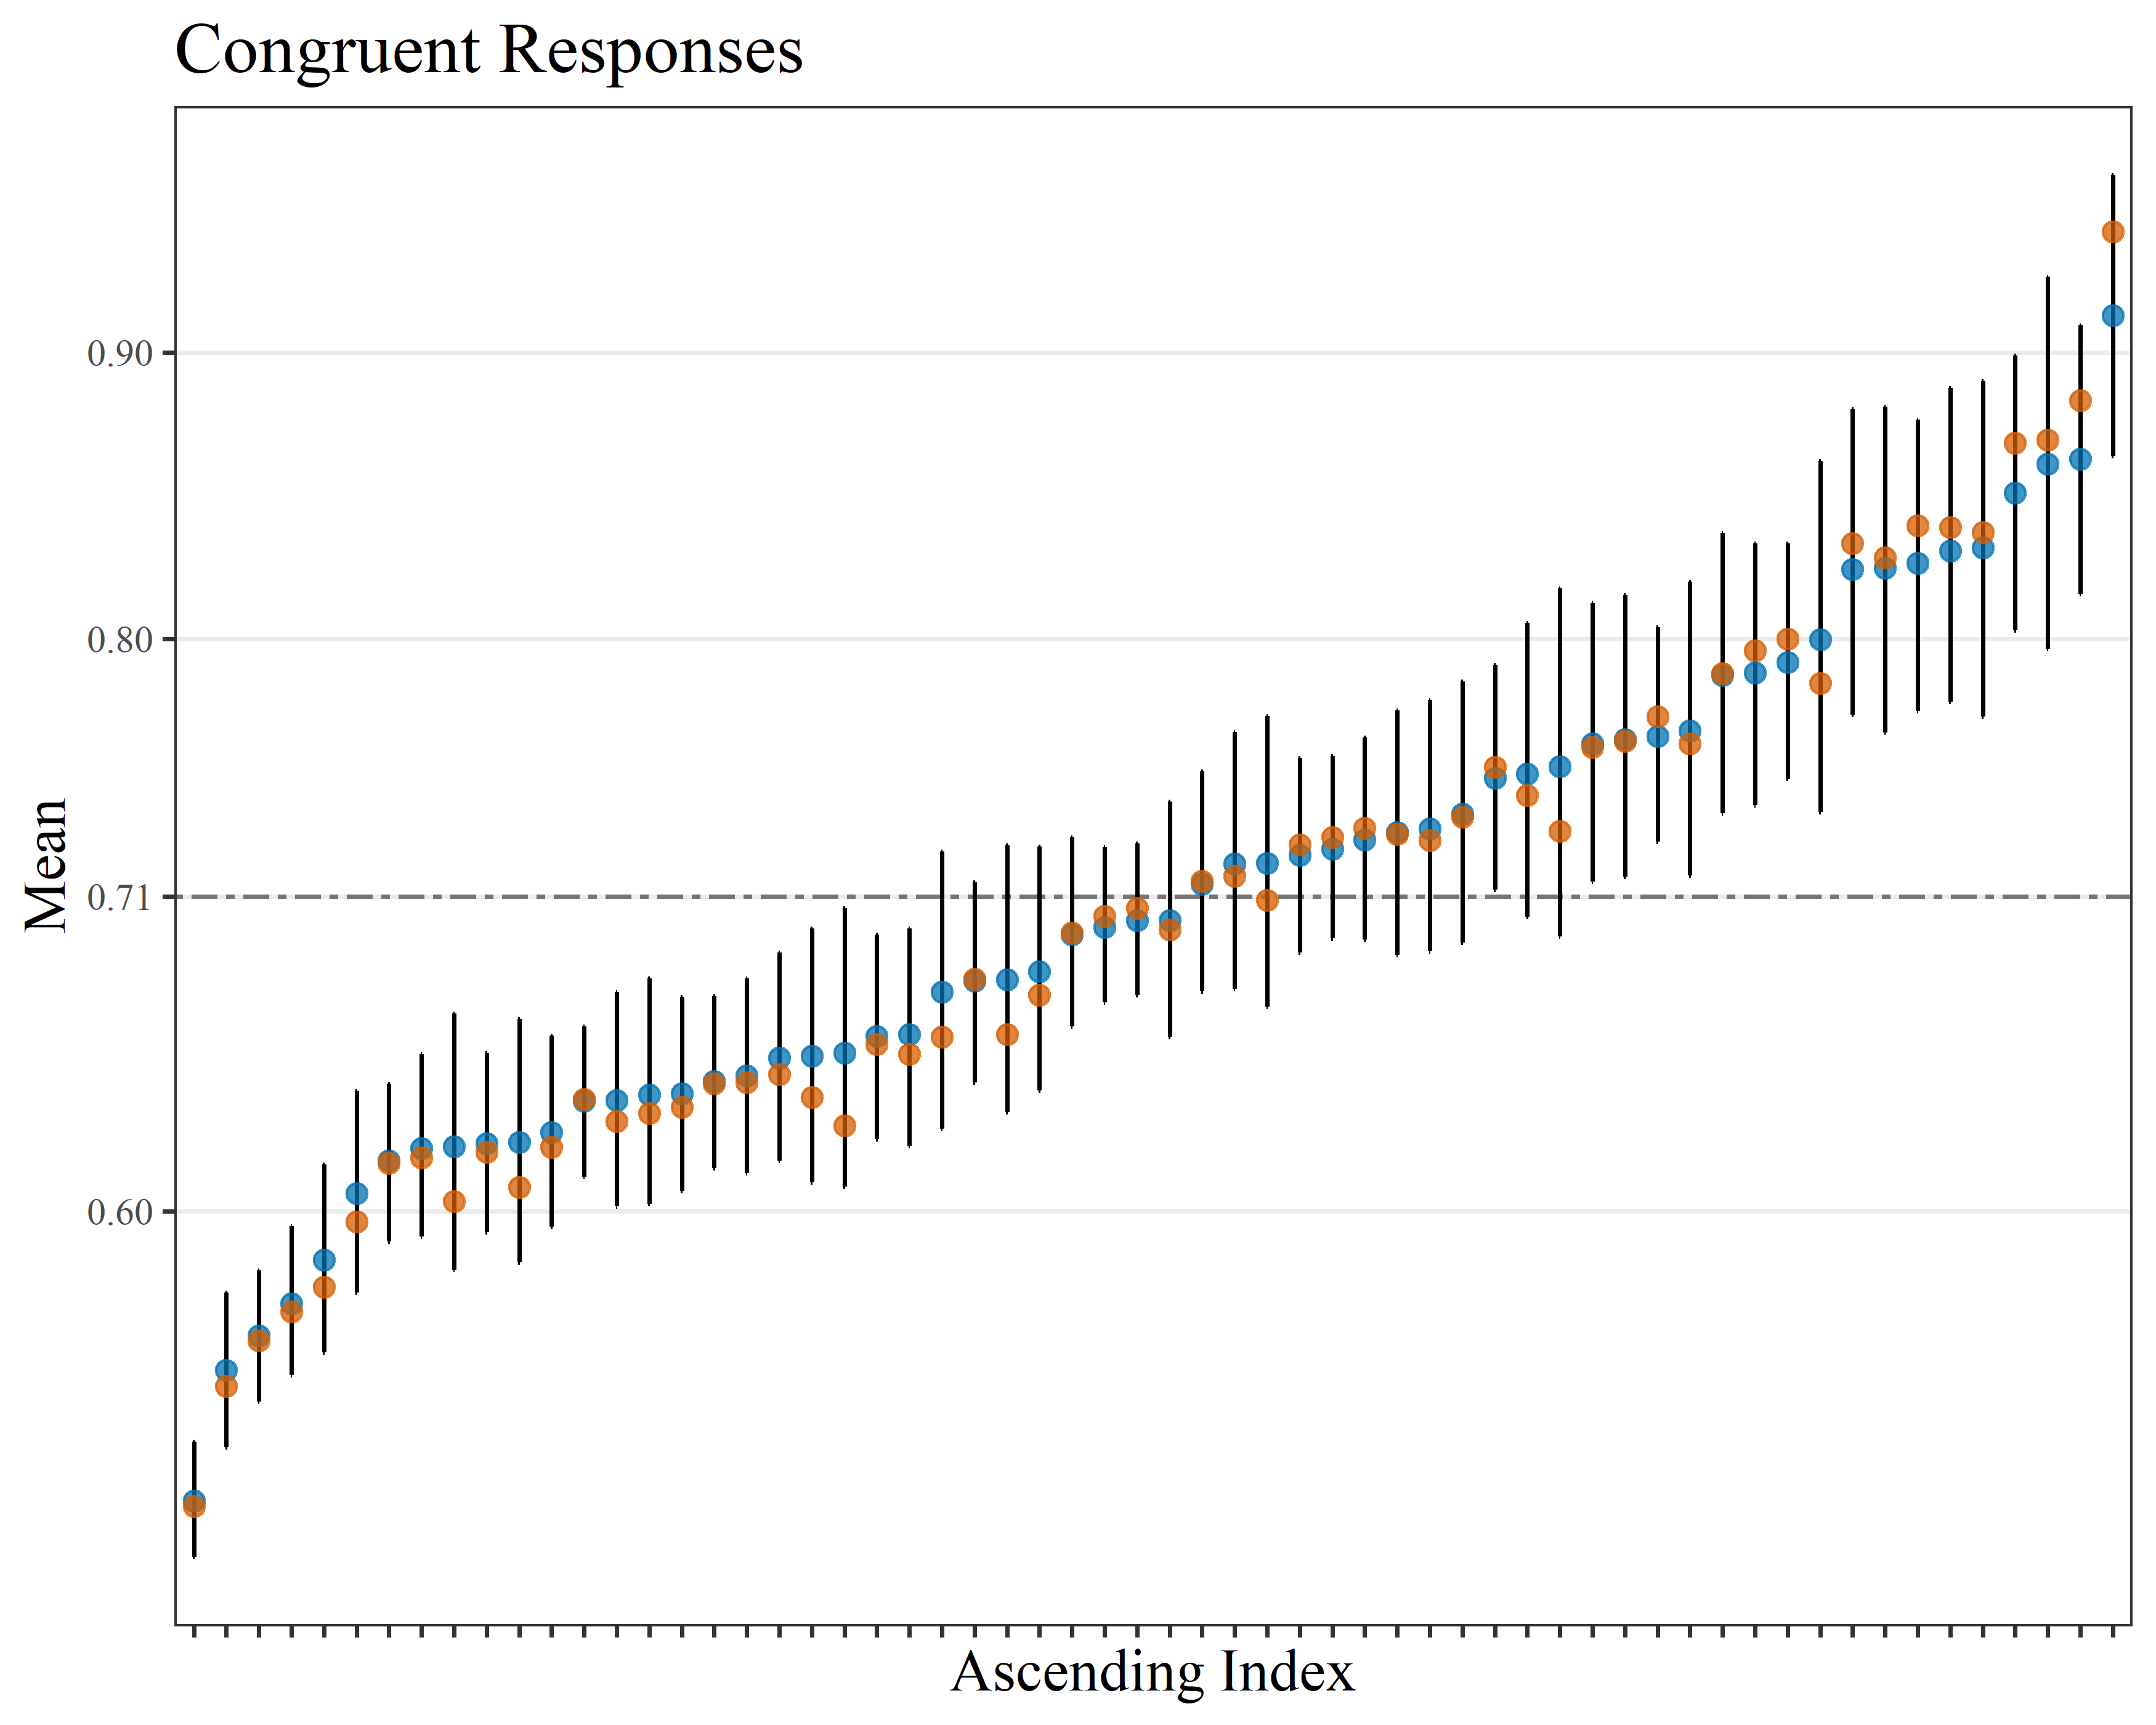 Congruent Responses
Mean
0.90
0.80
0.71
0.60
Ascending Index